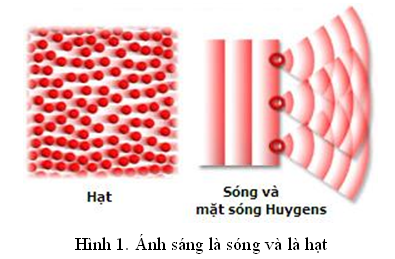 Hạt
Sóng và
mặt sóng Huygens
Hình 1. Ánh sáng là sóng và là hạt